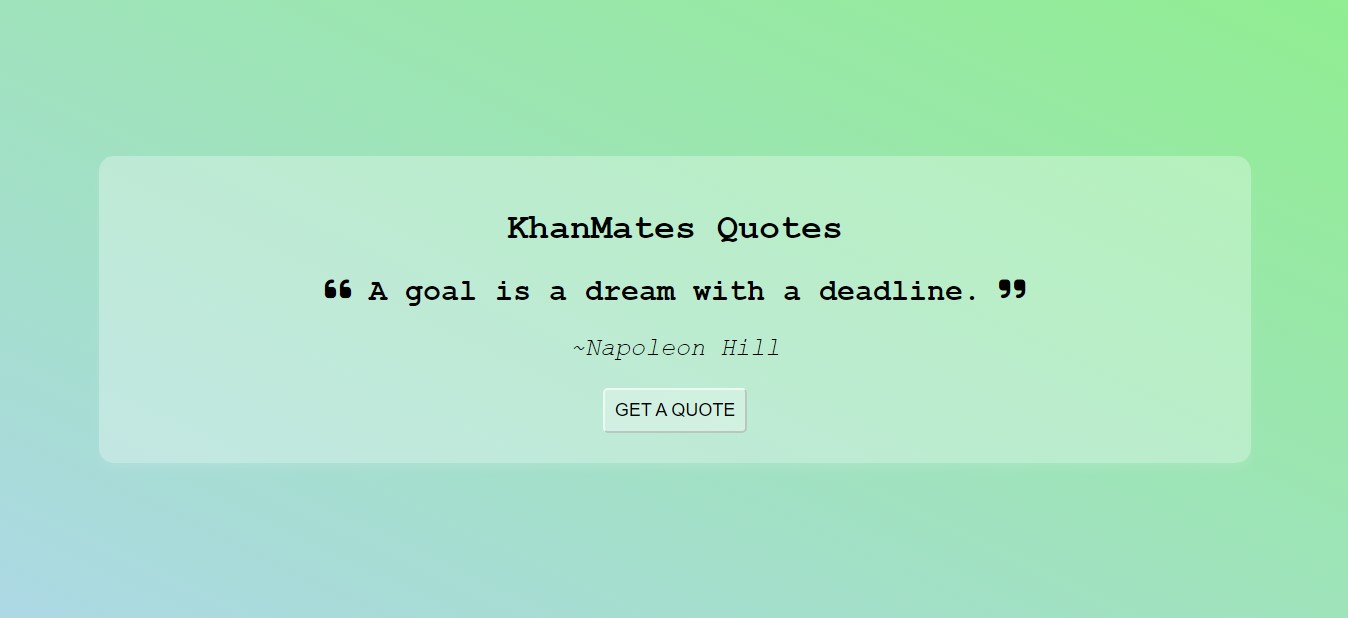 KhanMates Quotes
❝ A goal is a dream with a deadline. ❞
~Napoleon Hill
GET A QUOTE